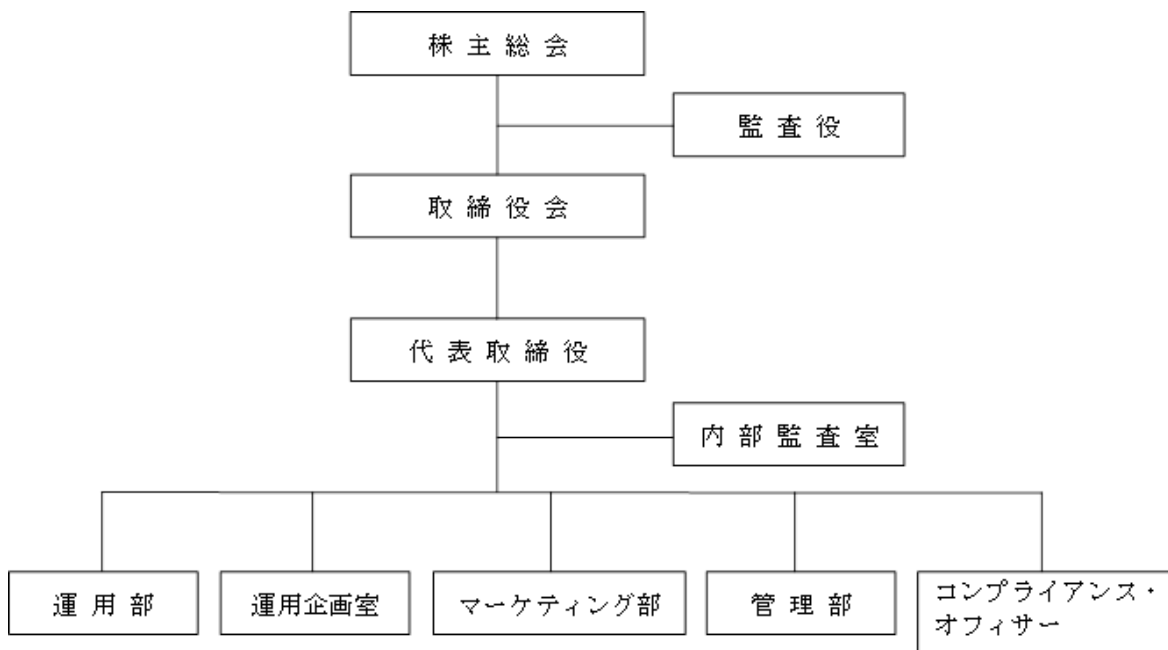 株主総会
監査役
取締役会
代表取締役
内部監査室
運用部
運用企画室
マーケティング部
管理部
コンプライアンス・
オフィサー